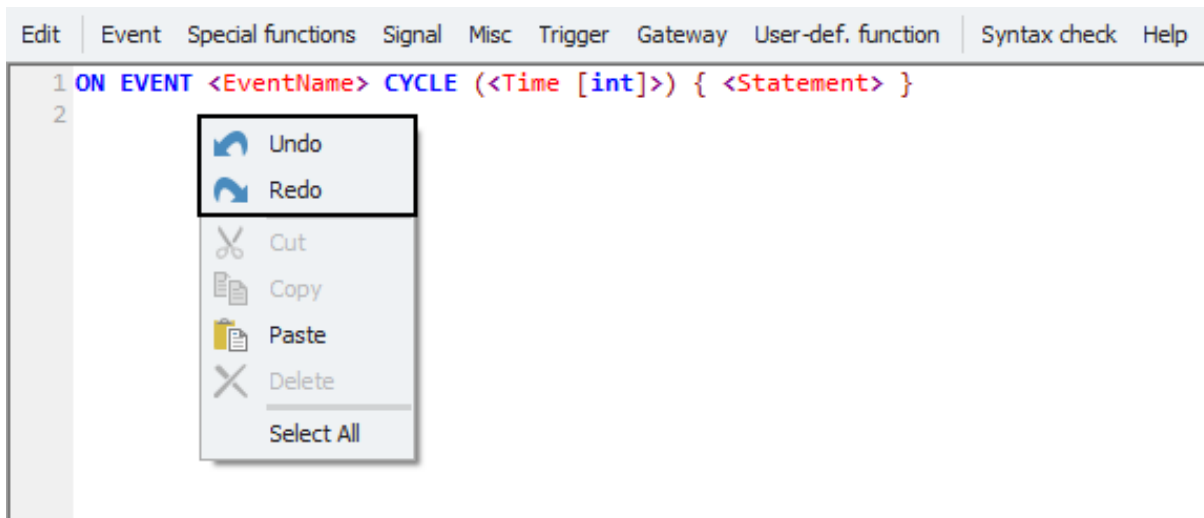 Edit Event Special functions Signal Misc Trigger Gateway User-def. function Syntax check Help
1 ON EVENT <EventName> CYCLE (<Time [int]>) { <Statement> }
2
Undo
Redo
Cut
Copy
Paste
Delete
Select All